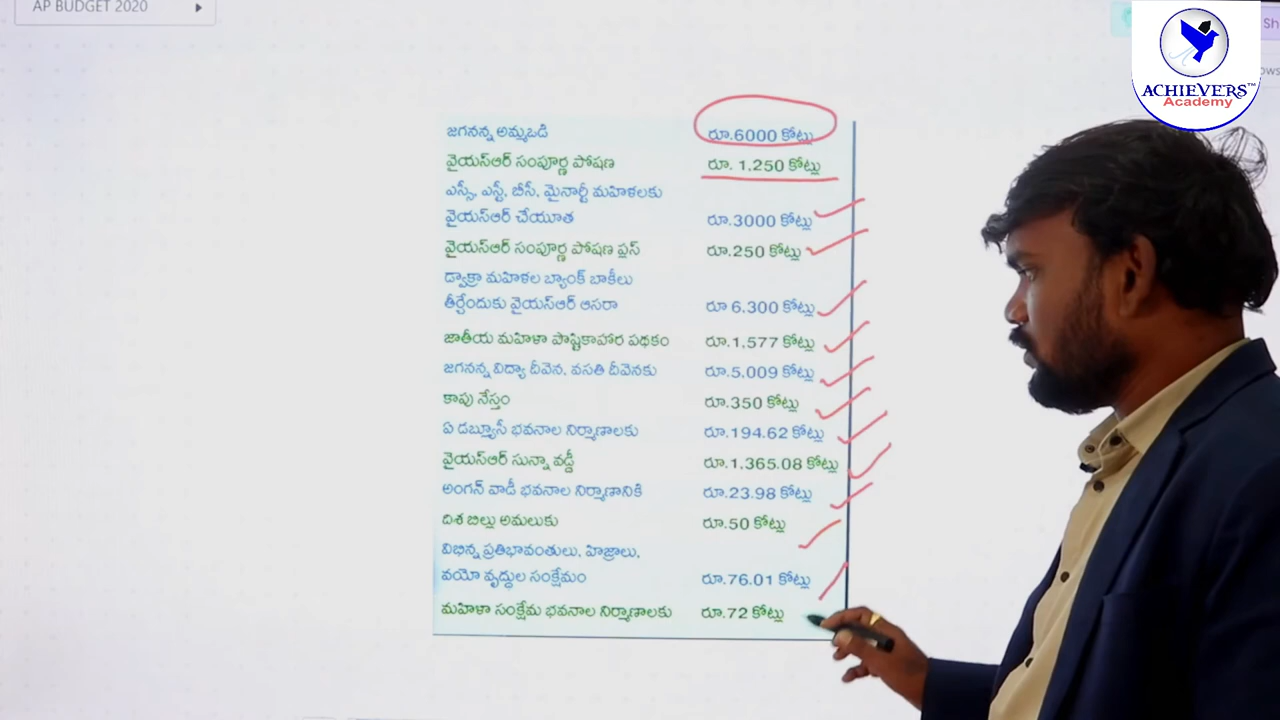 AP BUDGET 2020
Sh
ows
ACHIEVERS™
Academy
జగనన్న అమ్మఒడి రూ.6000 కోట్లు
వైయస్ఆర్ సంపూర్ణ పోషణ రూ. 1.250 కోట్లు
ఎస్సీ, ఎస్టీ, బీసీ, మైనార్టీ మహిళలకు
వైయస్ఆర్ చేయూత రూ.3000 కోట్లు
వైయస్ఆర్ సంపూర్ణ పోషణ ప్లస్ రూ.250 కోట్లు
డ్వాక్రా మహిళల బ్యాంక్ బాకీలు
తీర్చేందుకు వైయస్ఆర్ ఆసరా రూ 6.300 కోట్లు
జాతీయ మహిళా పౌష్టికాహార పథకం రూ.1,577 కోట్లు
జగనన్న విద్యా దీవెన, వసతి దీవెనకు రూ.5.009 కోట్లు
కాపు నేస్తం రూ.350 కోట్లు
ఏ డబ్ల్యూసీ భవనాల నిర్మాణాలకు రూ.194.62 కోట్లు
వైయస్ఆర్ సున్నా వడ్డీ రూ.1.365.08 కోట్లు
అంగన్ వాడీ భవనాల నిర్మాణానికి రూ.23.98 కోట్లు
దిశ బిల్లు అమలుకు రూ.50 కోట్లు
విభిన్న ప్రతిభావంతులు, హిజ్రాలు,
వయో వృద్ధుల సంక్షేమం రూ.76.01 కోట్లు
మహిళా సంక్షేమ భవనాల నిర్మాణాలకు రూ.72 కోట్లు